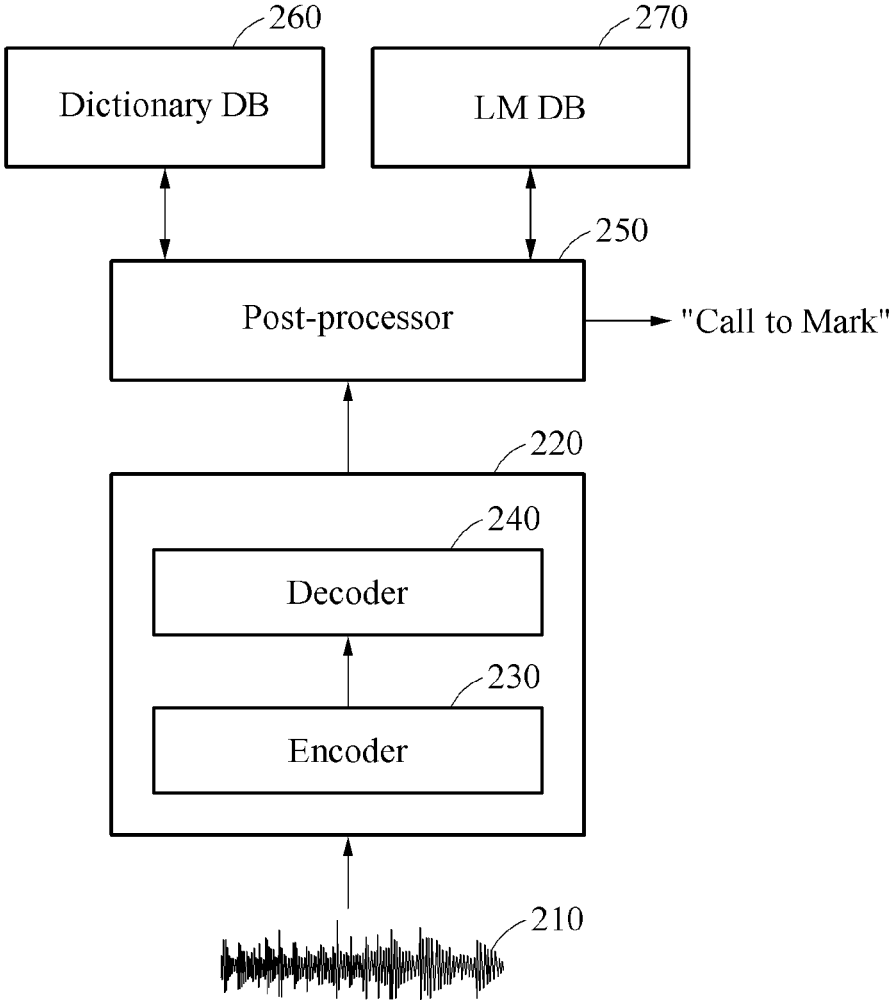 260
270
Dictionary DB
LM DB
250
Post-processor
"Call to Mark"
220
240
Decoder
230
Encoder
210